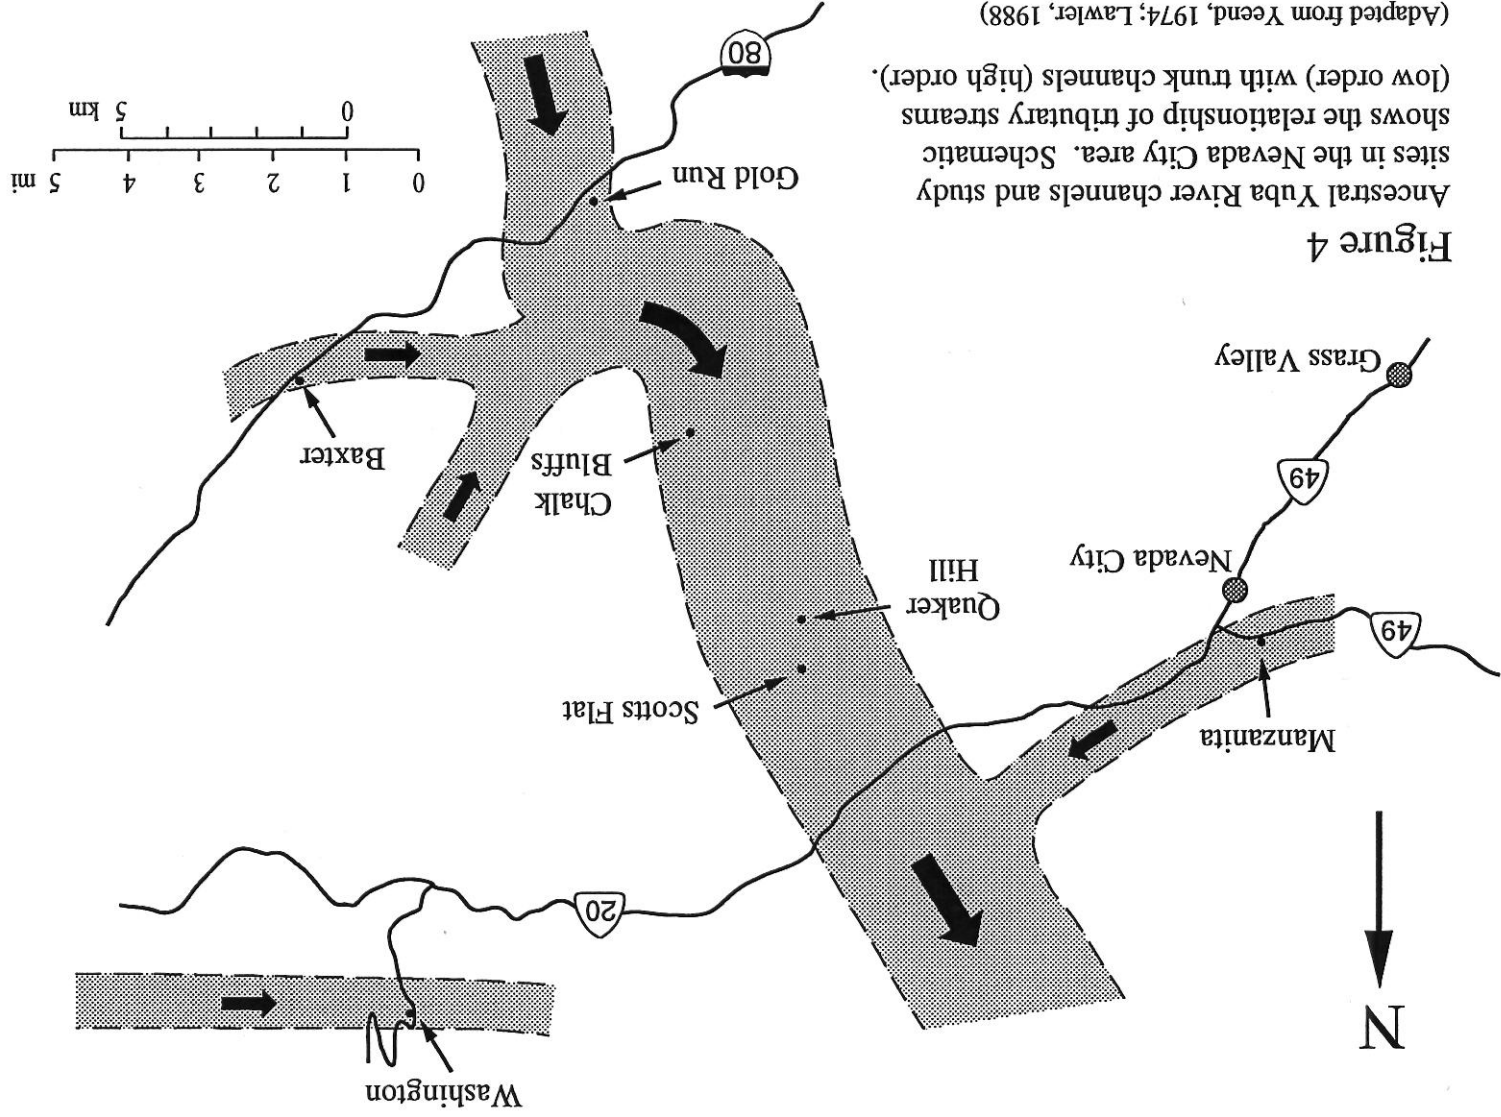 N
Washington
20
Manzanita
Scotts Flat
49
Quaker
Hill
Nevada City
49
Chalk
Bluffs
Baxter
Grass Valley
Gold Run
80
0 1 2 3 4 5 mi
0 5 km
Figure 4
Ancestral Yuba River channels and study
sites in the Nevada City area. Schematic
shows the relationship of tributary streams
(low order) with trunk channels (high order).
(Adapted from Yeend, 1974; Lawler, 1988)